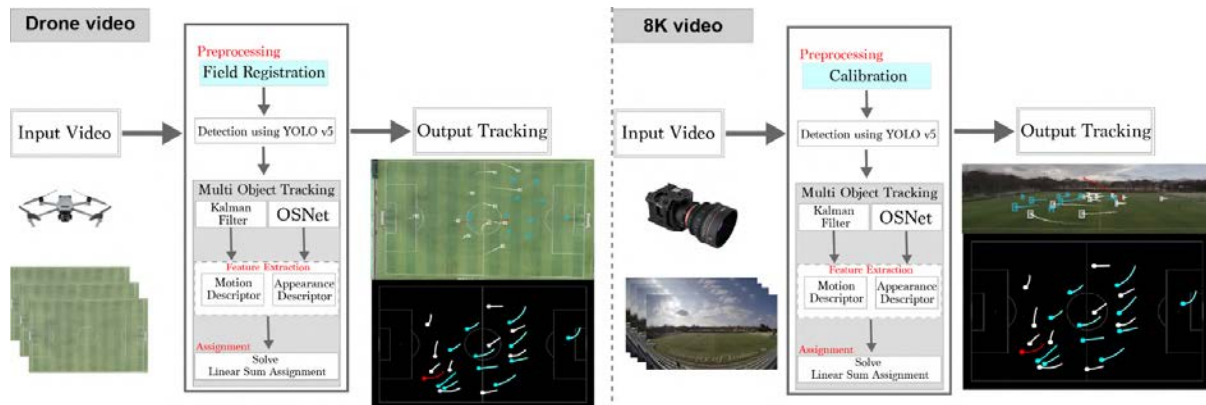 Drone video
Input Video
Preprocessing
Field Registration
Detection using YOLO v5
Multi Object Tracking
Kalman
Filter
OSNet
Feature Extraction
Motion
Descriptor
Appearance
Descriptor
Assignment
Solve
Linear Sum Assignment
Output Tracking
8K video
Input Video
Preprocessing
Calibration
Detection using YOLO v5
Multi Object Tracking
Kalman
Filter
OSNet
Feature Extraction
Motion
Descriptor
Appearance
Descriptor
Assignment
Solve
Linear Sum Assignment
Output Tracking